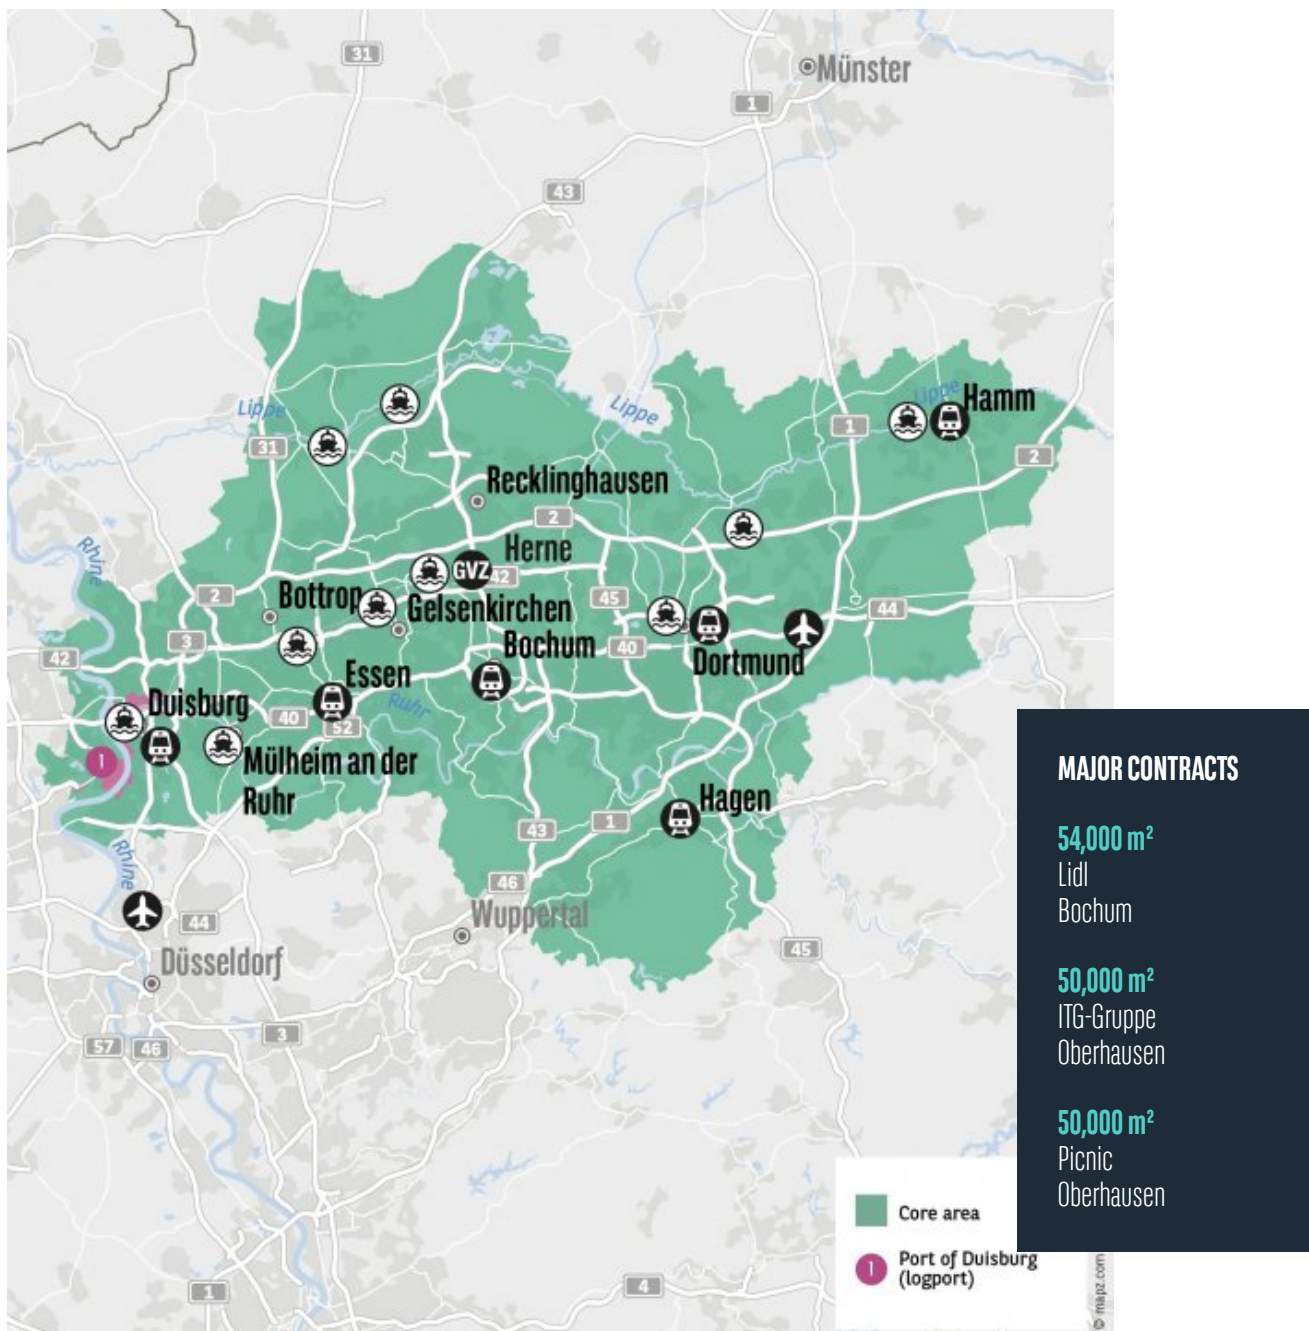 31
Münster
1
43
Lippe
Lippe
Lippe
Hamm
31
1
2
Recklinghausen
2
Rhine
Herne
GVZ
42
2
Bottrop
Gelsenkirchen
45
44
3
Bochum
40
42
Dortmund
Essen
Duisburg
Ruhr
40
52
1
Mülheim an der
Ruhr
Hagen
43
1
Rhine
46
44
Wuppertal
45
Düsseldorf
3
57
46
4
1
MAJOR CONTRACTS
54,000 m²
Lidl
Bochum
50,000 m²
ITG-Gruppe
Oberhausen
50,000 m²
Picnic
Oberhausen
Core area
1
Port of Duisburg
(logport)
© mapz.com